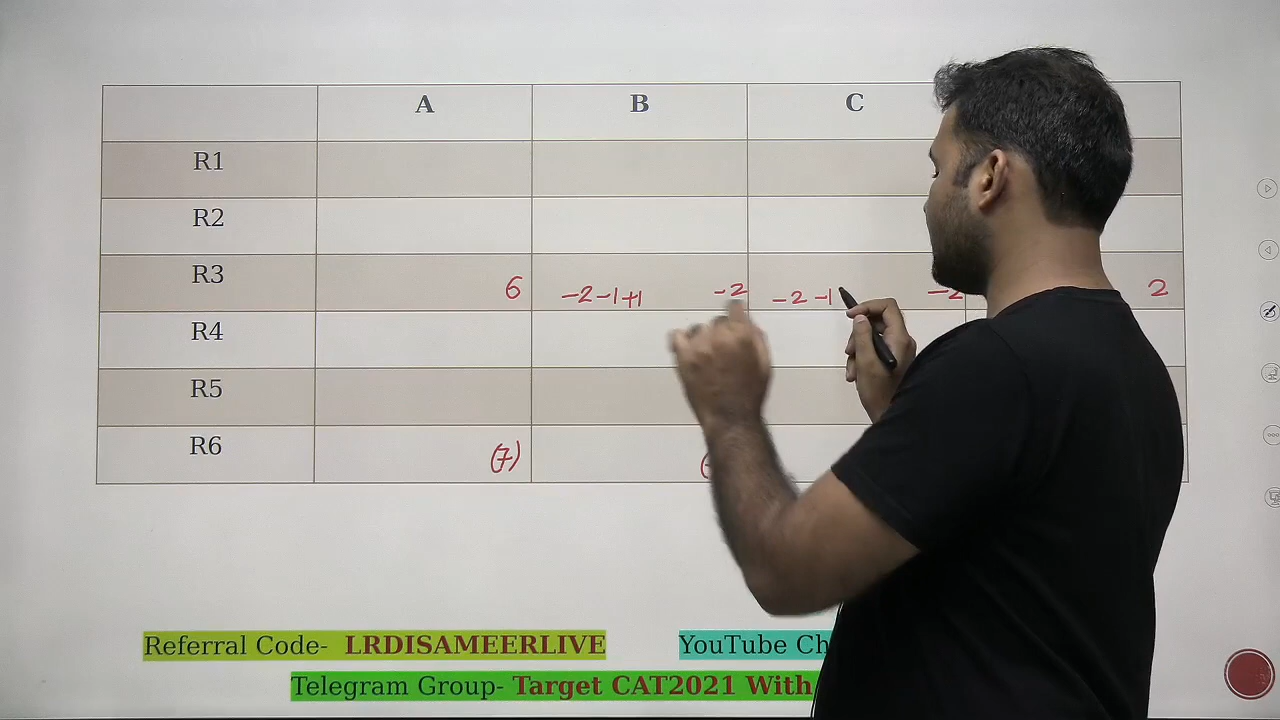 A B C
R1
R2
R3 6 -2-1+1 -2 -2 -1 -2 2
R4
R5
R6 (7)
Referral Code- LRDISAMEERLIVE YouTube Ch
Telegram Group- Target CAT2021 With